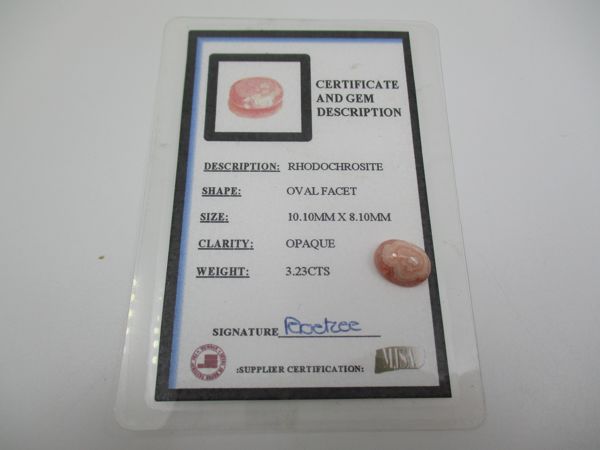 CERTIFICATE
AND GEM
DESCRIPTION
DESCRIPTION: RHODOCHROSITE
SHAPE: OVAL FACET
SIZE: 10.10MM X 8.10MM
CLARITY: OPAQUE
WEIGHT: 3.23CTS
SIGNATURE
:SUPPLIER CERTIFICATION: